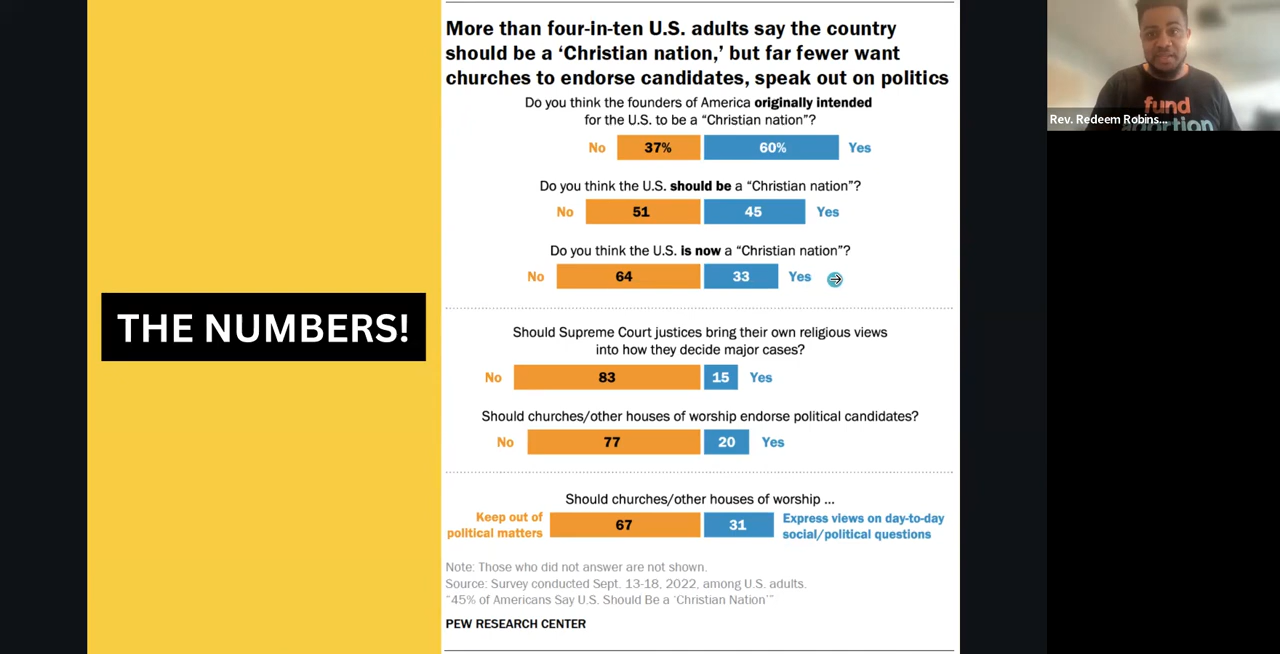 THE NUMBERS!
More than four-in-ten U.S. adults say the country
should be a ‘Christian nation,’ but far fewer want
churches to endorse candidates, speak out on politics
Do you think the founders of America originally intended
for the U.S. to be a “Christian nation”?
No 37% 60% Yes
Do you think the U.S. should be a “Christian nation”?
No 51 45 Yes
Do you think the U.S. is now a “Christian nation”?
No 64 33 Yes
Should Supreme Court justices bring their own religious views
into how they decide major cases?
No 83 15 Yes
Should churches/other houses of worship endorse political candidates?
No 77 20 Yes
Should churches/other houses of worship ...
Keep out of
political matters
67 31
Express views on day-to-day
social/political questions
Note: Those who did not answer are not shown.
Source: Survey conducted Sept. 13-18, 2022, among U.S. adults.
“45% of Americans Say U.S. Should Be a ‘Christian Nation’”
PEW RESEARCH CENTER
fund
abortion
Rev. Redeem Robins...